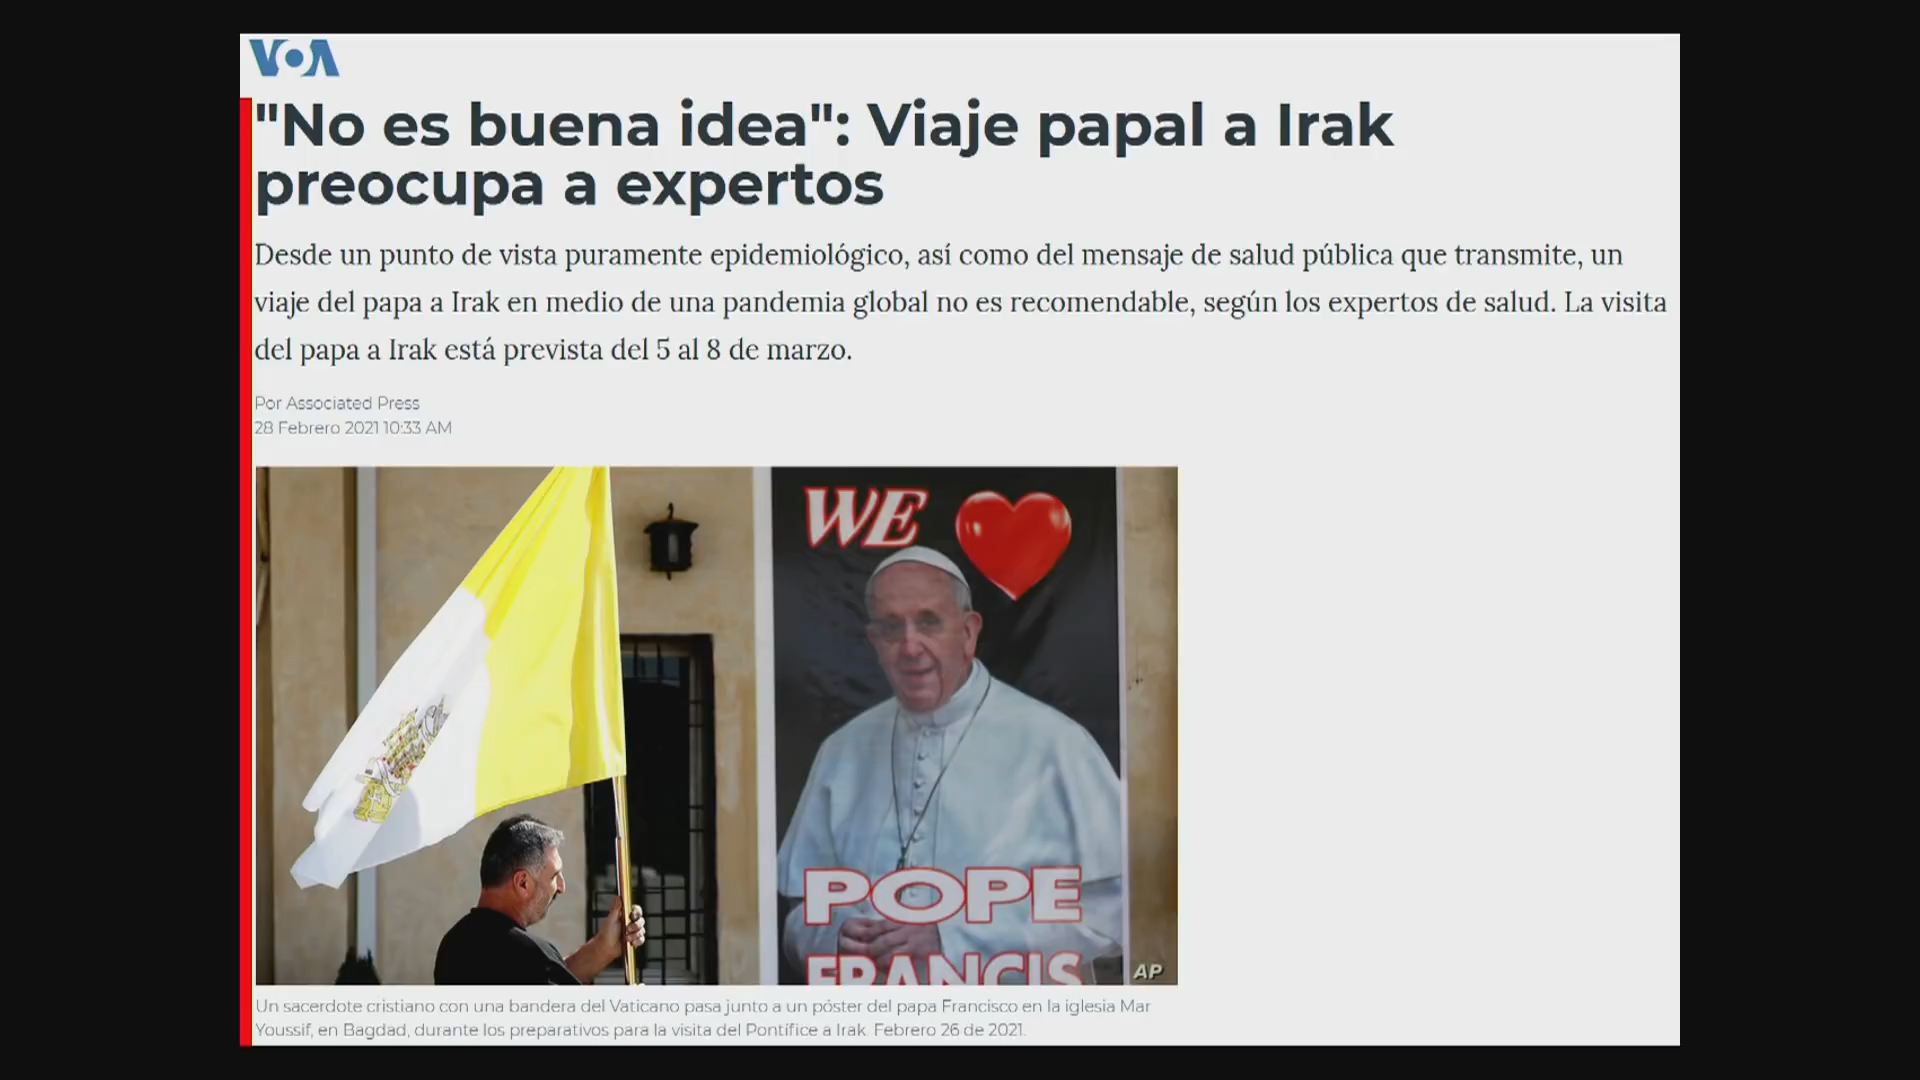 VOA
"No es buena idea": Viaje papal a Irak
preocupa a expertos
Desde un punto de vista puramente epidemiológico, así como del mensaje de salud pública que transmite, un
viaje del papa a Irak en medio de una pandemia global no es recomendable, según los expertos de salud. La visita
del papa a Irak está prevista del 5 al 8 de marzo.
Por Associated Press
28 Febrero 2021 10:33 AM
WE
POPE
FRANCIS
AP
Un sacerdote cristiano con una bandera del Vaticano pasa junto a un póster del papa Francisco en la iglesia Mar
Youssif, en Bagdad, durante los preparativos para la visita del Pontífice a Irak. Febrero 26 de 2021.